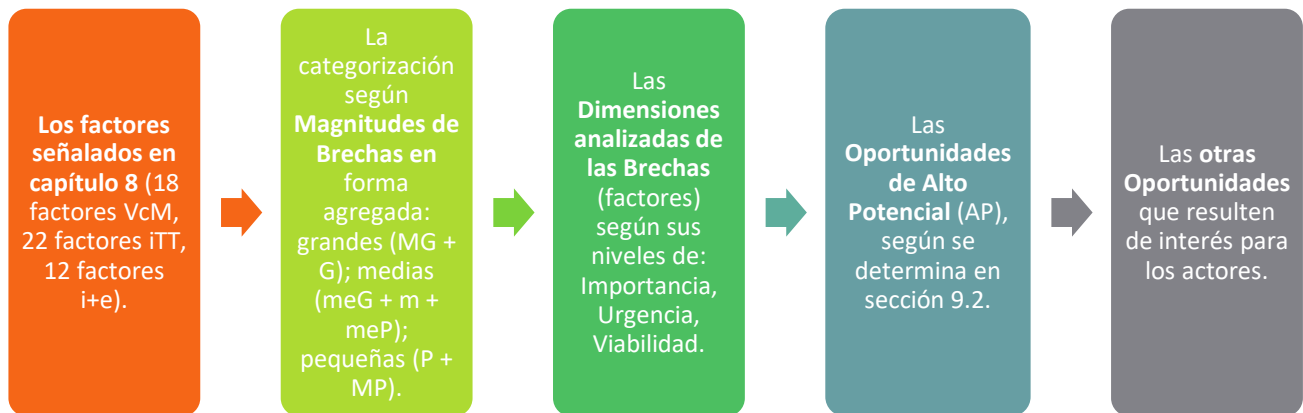 Los factores
señalados en
capítulo 8 (18
factores VcM,
22 factores iTT,
12 factores
i+e).
La
categorización
según
Magnitudes de
Brechas en
forma
agregada:
grandes (MG +
G); medias
(meG + m +
meP);
pequeñas (P +
MP).
Las
Dimensiones
analizadas de
las Brechas
(factores)
según sus
niveles de:
Importancia,
Urgencia,
Viabilidad.
Las
Oportunidades
de Alto
Potencial (AP),
según se
determina en
sección 9.2.
Las otras
Oportunidades
que resulten
de interés para
los actores.